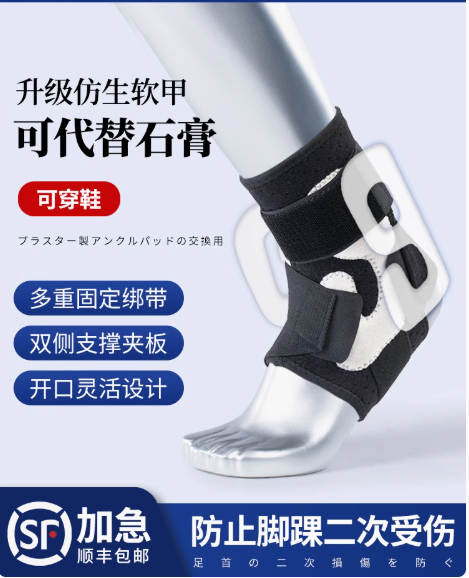 升级仿生软甲
可代替石膏
可穿鞋
プラスター製アンクルパッドの交換用
多重固定绑带
双侧支撑夹板
开口灵活设计
SF 加急
顺丰包邮
防止脚踝二次受伤
足首の二次損傷を防ぐ